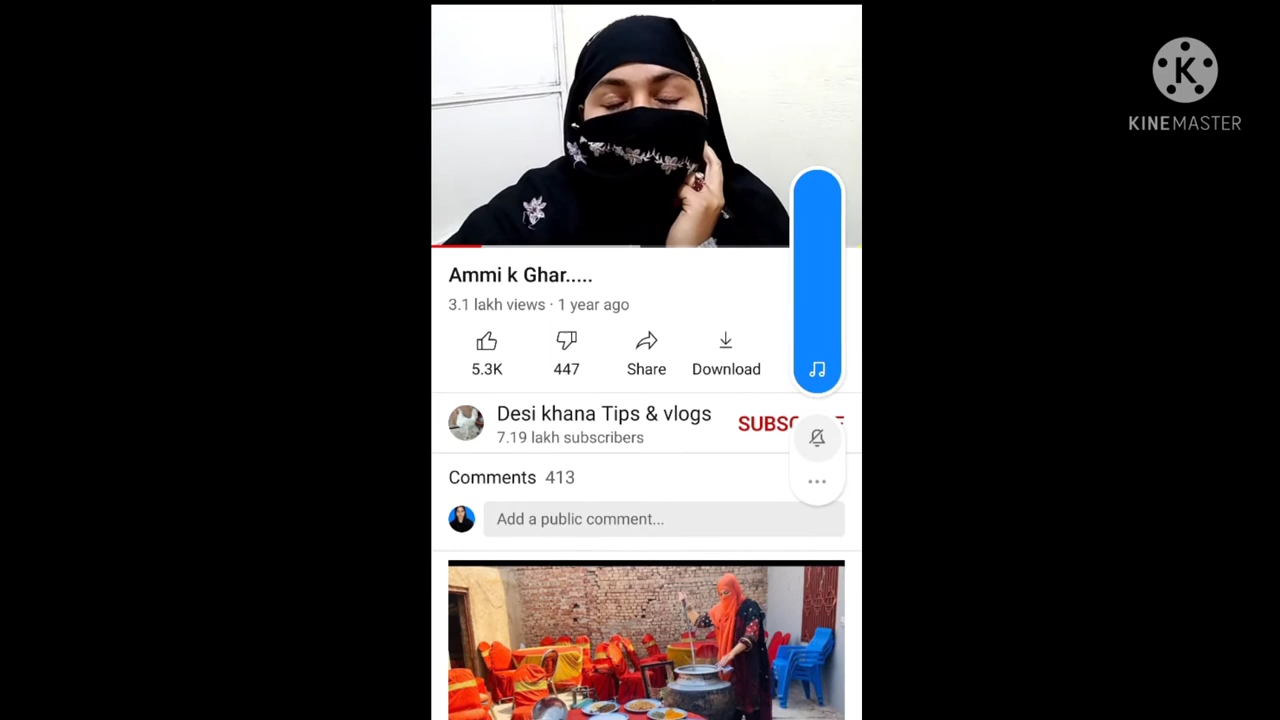 K
KINEMASTER
Ammi k Ghar.....
3.1 lakh views · 1 year ago
5.3K 447 Share Download
Desi khana Tips & vlogs
7.19 lakh subscribers
Comments 413
Add a public comment...